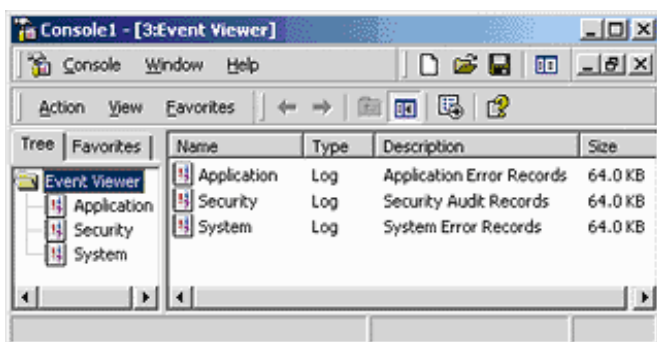 Console1 - [3:Event Viewer]
Console Window Help
Action View Favorites
Tree Favorites Name Type Description Size
Event Viewer
Application
Security
System
Application Log Application Error Records 64.0 KB
Security Log Security Audit Records 64.0 KB
System Log System Error Records 64.0 KB